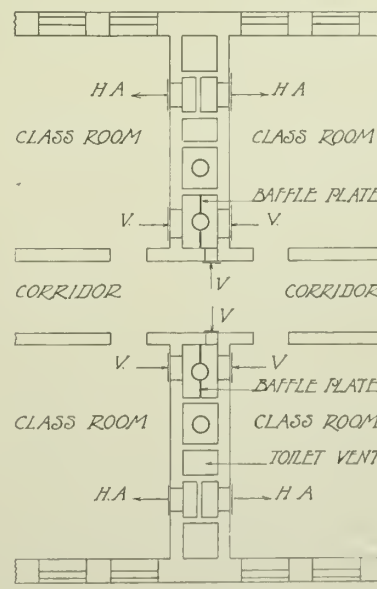 H A
H A
CLASS ROOM
CLASS ROOM
BAFFLE PLATE
V.
V.
V
CORRIDOR
CORRIDOR
V
V.
V
BAFFLE PLATE
CLASS ROOM
CLASS ROOM
TOILET VENT
H.A
H A